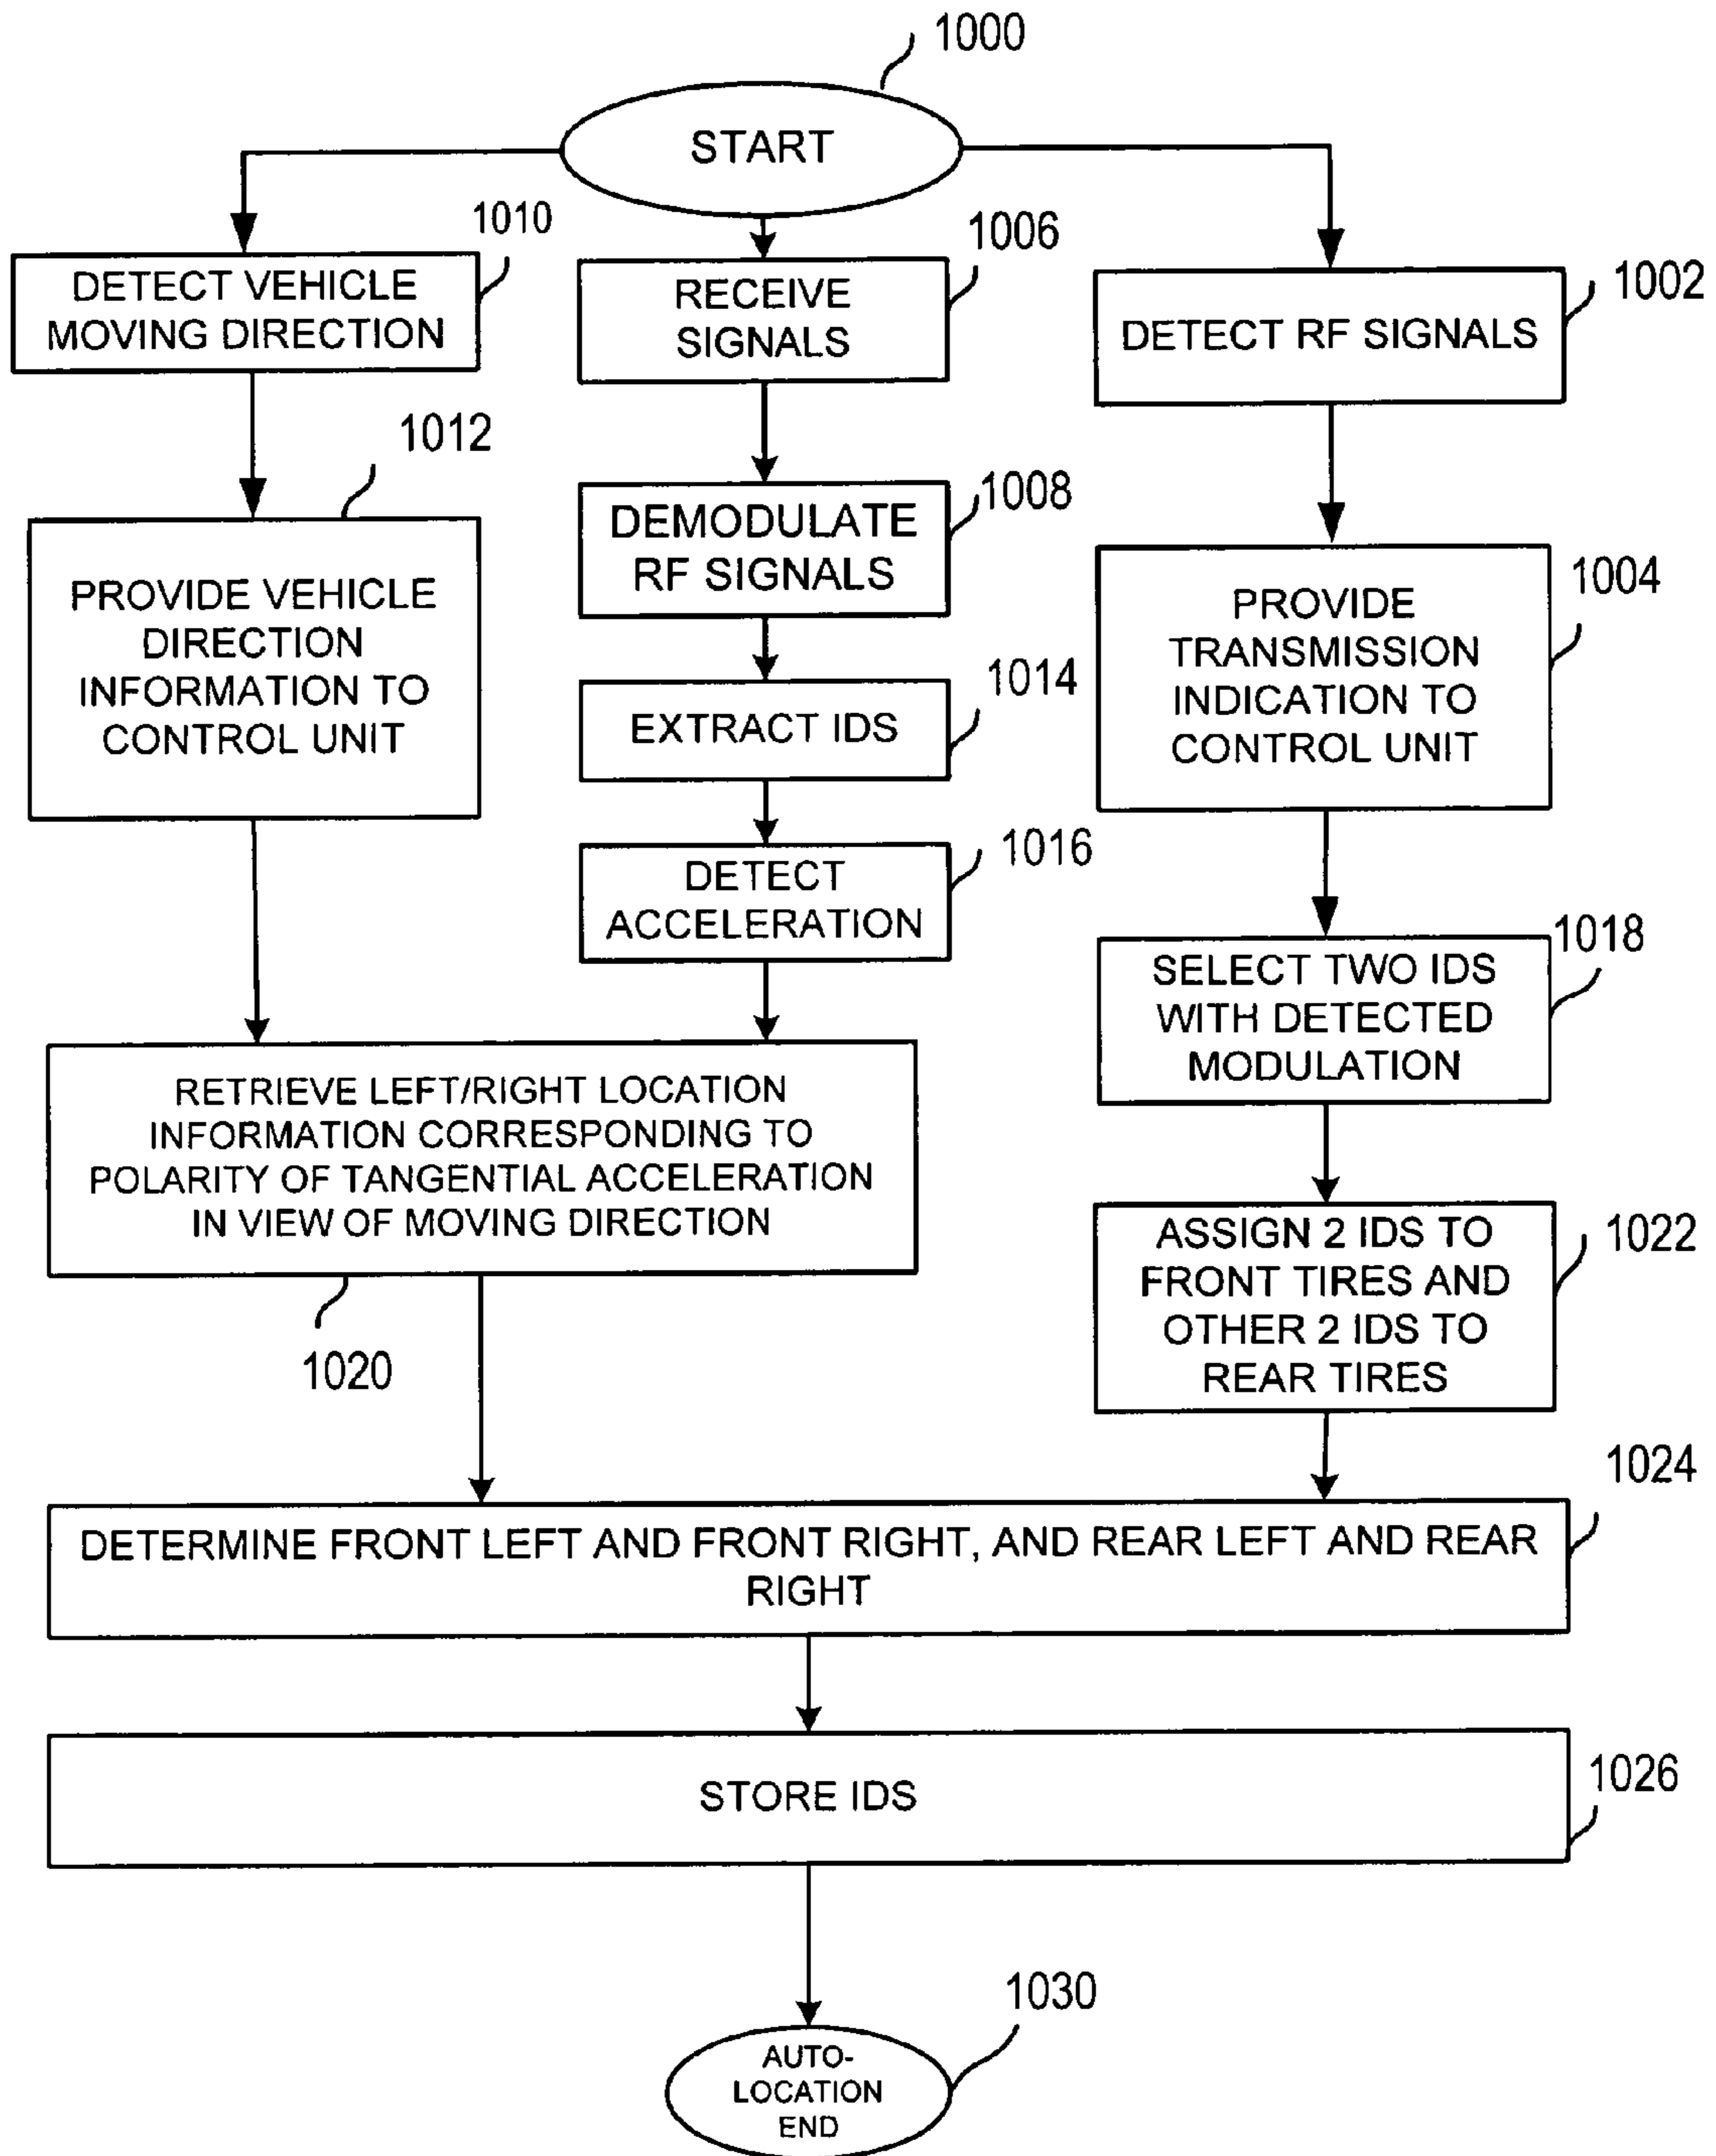 1000
START
1010
DETECT VEHICLE
MOVING DIRECTION
1006
RECEIVE
SIGNALS
1002
DETECT RF SIGNALS
1012
PROVIDE VEHICLE
DIRECTION
INFORMATION TO
CONTROL UNIT
1008
DEMODULATE
RF SIGNALS
1004
PROVIDE
TRANSMISSION
INDICATION TO
CONTROL UNIT
1014
EXTRACT IDS
1016
DETECT
ACCELERATION
1018
SELECT TWO IDS
WITH DETECTED
MODULATION
RETRIEVE LEFT/RIGHT LOCATION
INFORMATION CORRESPONDING TO
POLARITY OF TANGENTIAL ACCELERATION
IN VIEW OF MOVING DIRECTION
1020
1022
ASSIGN 2 IDS TO
FRONT TIRES AND
OTHER 2 IDS TO
REAR TIRES
1024
DETERMINE FRONT LEFT AND FRONT RIGHT, AND REAR LEFT AND REAR
RIGHT
STORE IDS
1026
1030
AUTO-
LOCATION
END